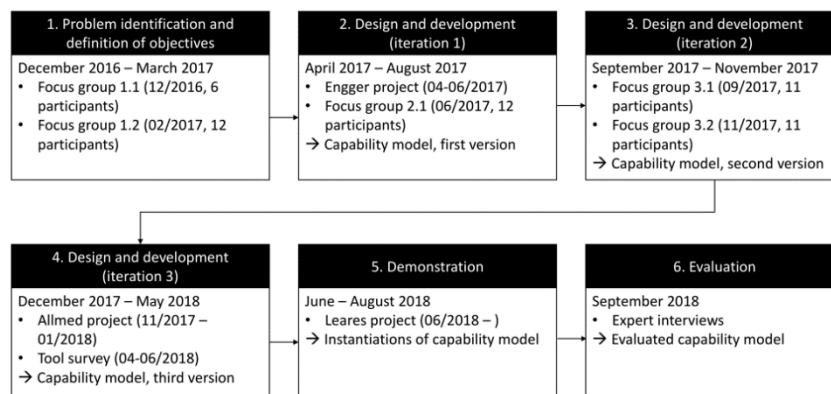 1. Problem identification and
definition of objectives
December 2016 – March 2017
• Focus group 1.1 (12/2016, 6
participants)
• Focus group 1.2 (02/2017, 12
participants)
2. Design and development
(iteration 1)
April 2017 – August 2017
• Engger project (04-06/2017)
• Focus group 2.1 (06/2017, 12
participants)
→ Capability model, first version
3. Design and development
(iteration 2)
September 2017 – November 2017
• Focus group 3.1 (09/2017, 11
participants)
• Focus group 3.2 (11/2017, 11
participants)
→ Capability model, second version
4. Design and development
(iteration 3)
December 2017 – May 2018
• Allmed project (11/2017 –
01/2018)
• Tool survey (04-06/2018)
→ Capability model, third version
5. Demonstration
June – August 2018
• Leares project (06/2018 – )
→ Instantiations of capability model
6. Evaluation
September 2018
• Expert interviews
→ Evaluated capability model